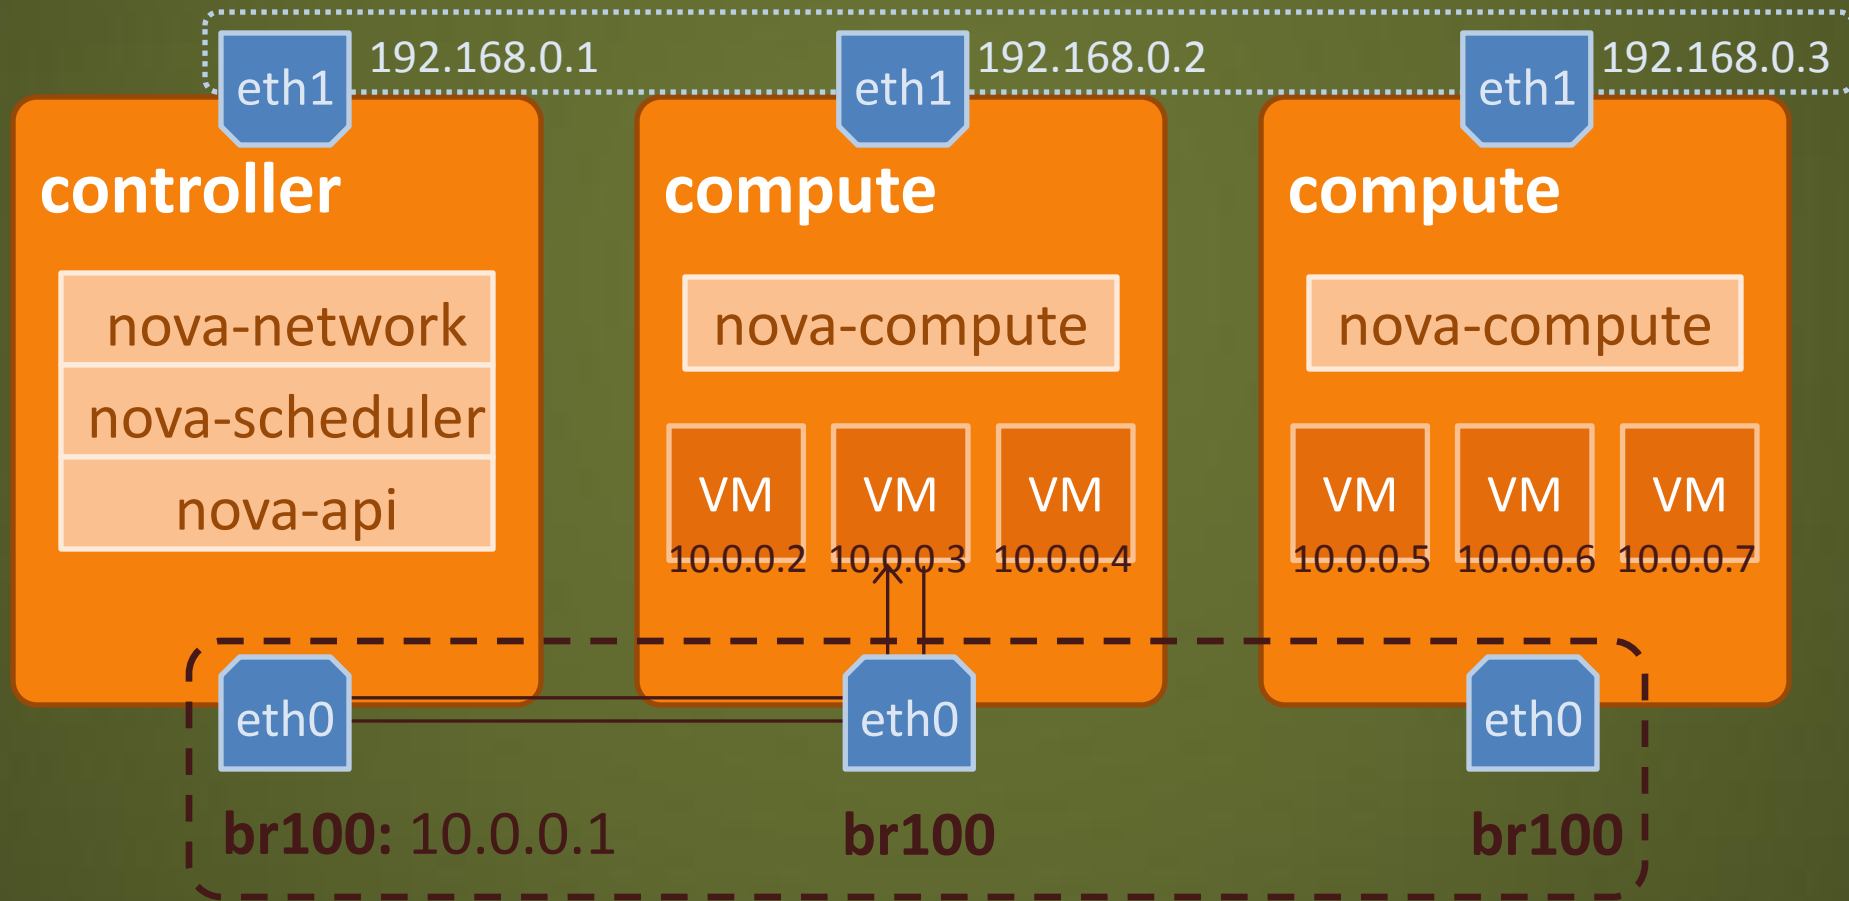 eth1 192.168.0.1
eth1 192.168.0.2
eth1 192.168.0.3
controller
nova-network
nova-scheduler
nova-api
compute
nova-compute
VM VM VM
10.0.0.2 10.0.0.3 10.0.0.4
compute
nova-compute
VM VM VM
10.0.0.5 10.0.0.6 10.0.0.7
eth0
eth0
eth0
br100: 10.0.0.1
br100
br100